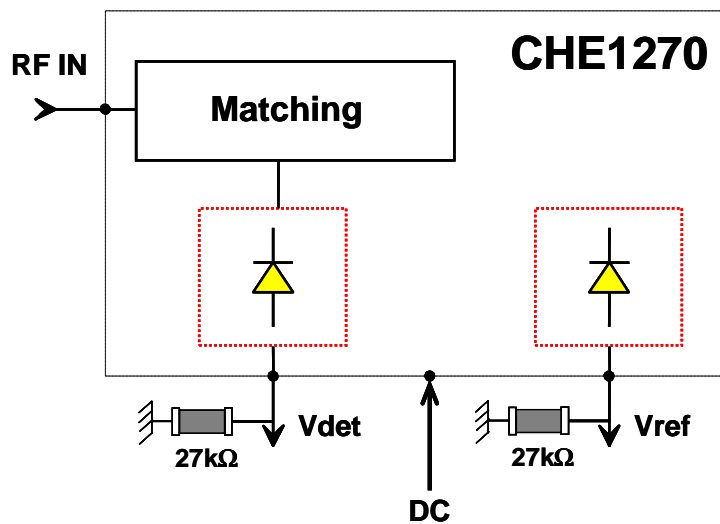 CHE1270
RF IN
Matching
Vdet
Vref
27kΩ
27kΩ
DC